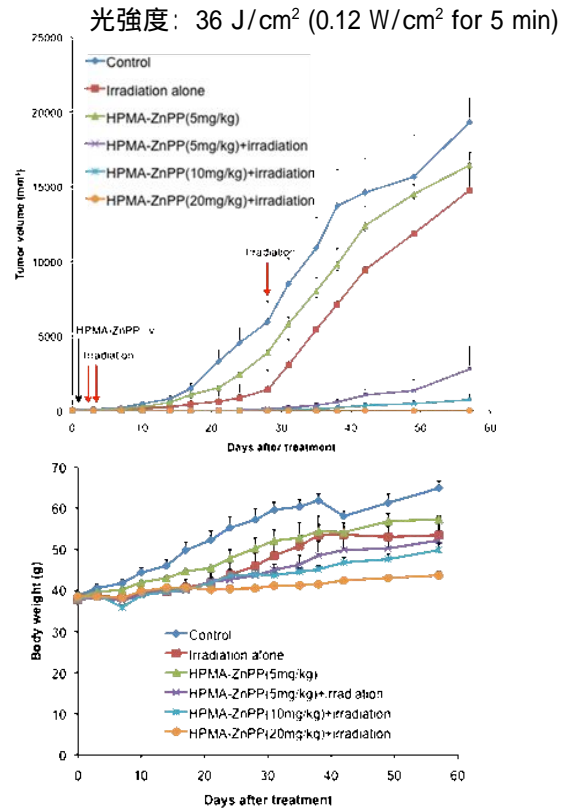 光強度: 36 J/cm² (0.12 W/cm² for 5 min)
25000
20000
15000
10000
5000
0
Tumor volume (mm³)
Control
Irradiation alone
HPMA-ZnPP(5mg/kg)
HPMA-ZnPP(5mg/kg)+irradiation
HPMA-ZnPP(10mg/kg)+irradiation
HPMA-ZnPP(20mg/kg)+irradiation
Irradiation
HPMA-ZnPP
Irradiation
0 10 20 30 40 50 60
Days after treatment
70
60
50
40
30
20
10
0
Body weight (g)
Control
Irradiation alone
HPMA-ZnPP(5mg/kg)
HPMA-ZnPP(5mg/kg)+irradiation
HPMA-ZnPP(10mg/kg)+irradiation
HPMA-ZnPP(20mg/kg)+irradiation
0 10 20 30 40 50 60
Days after treatment